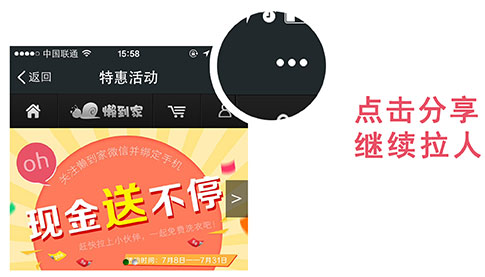 中国联通 15:58
返回 特惠活动
懒到家
oh
关注懒到家微信并绑定手机
现金送不停
赶快拉上小伙伴，一起免费洗衣吧！
时间：7月8日——7月31日
点击分享
继续拉人